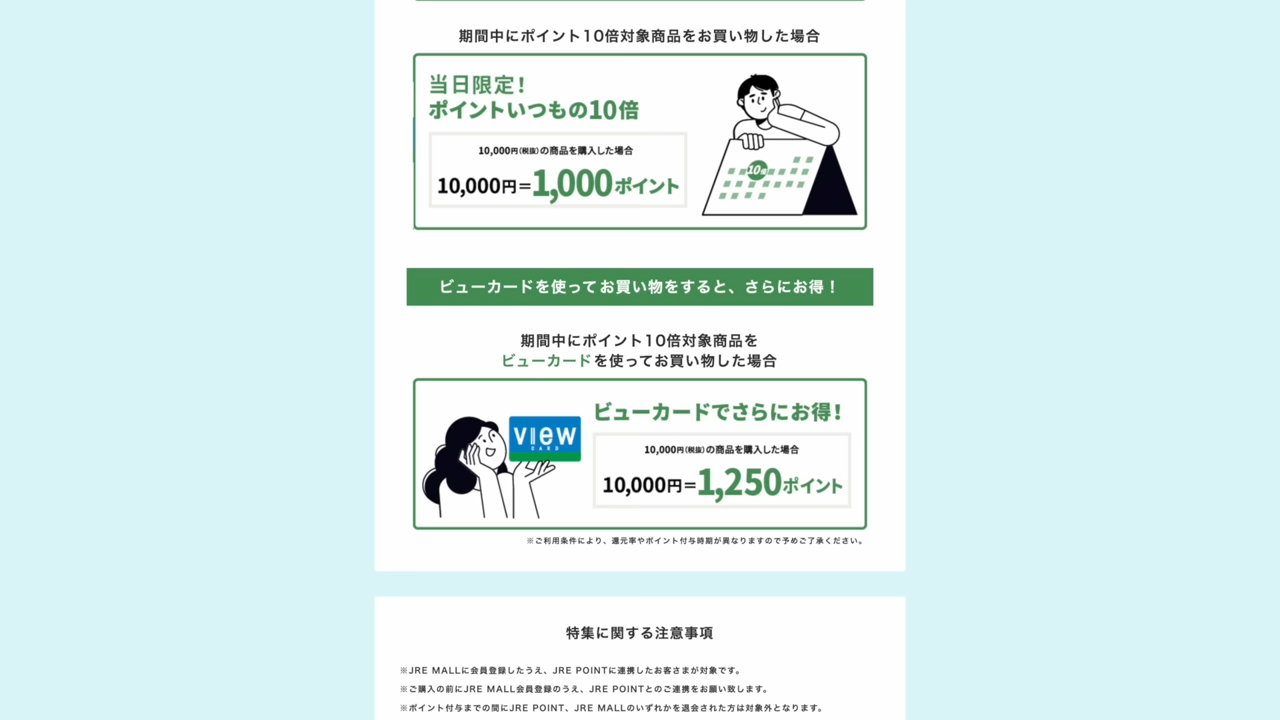 期間中にポイント10倍対象商品をお買い物した場合
当日限定！
ポイントいつもの10倍
10,000円(税抜)の商品を購入した場合
10,000円＝1,000ポイント
10倍
ビューカードを使ってお買い物をすると、さらにお得！
期間中にポイント10倍対象商品を
ビューカードを使ってお買い物した場合
VIEW
CARD
ビューカードでさらにお得！
10,000円(税抜)の商品を購入した場合
10,000円＝1,250ポイント
※ご利用条件により、還元率やポイント付与時期が異なりますので予めご了承ください。
特集に関する注意事項
※JRE MALLに会員登録したうえ、JRE POINTに連携したお客さまが対象です。
※ご購入の前にJRE MALL会員登録のうえ、JRE POINTとのご連携をお願い致します。
※ポイント付与までの間にJRE POINT、JRE MALLのいずれかを退会された方は対象外となります。